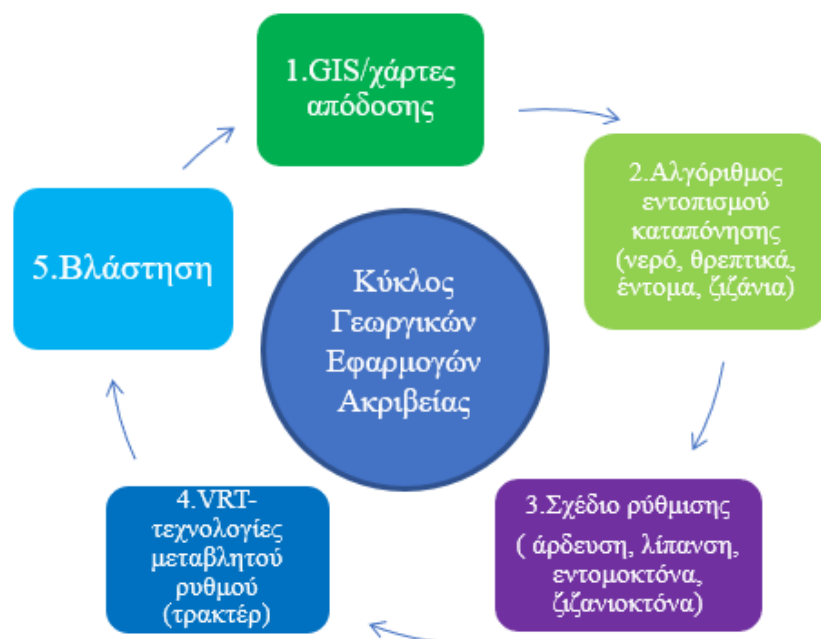 1.GIS/χάρτες
απόδοσης
2.Αλγόριθμος
εντοπισμού
καταπόνησης
(νερό, θρεπτικά,
έντομα, ζιζάνια)
3.Σχέδιο ρύθμισης
( άρδευση, λίπανση,
εντομοκτόνα,
ζιζανιοκτόνα)
4.VRT-
τεχνολογίες
μεταβλητού
ρυθμού
(τρακτέρ)
5.Βλάστηση
Κύκλος
Γεωργικών
Εφαρμογών
Ακριβείας